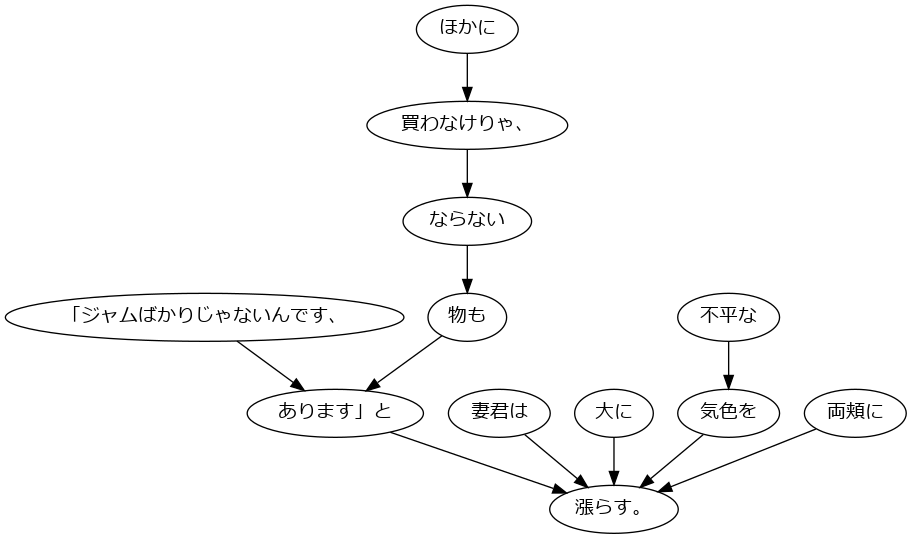 ほかに
買わなけりゃ、
ならない
「ジャムばかりじゃないんです、
物も
不平な
あります」と
妻君は
大に
気色を
両頬に
漲らす。